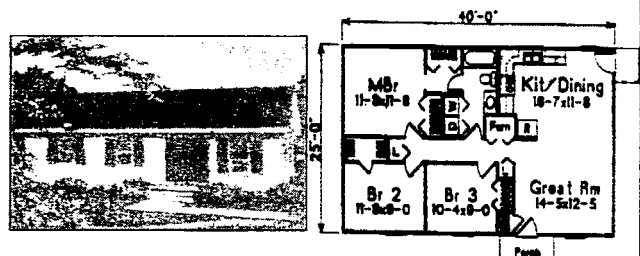 40'-0"
25'-0"
MBr
11-8x11-8
Kit/Dining
18-7x11-8
W
D
Furn
R
L
L
Br 2
11-8x9-0
Br 3
10-4x9-0
Great Rm
14-5x12-5
Porch